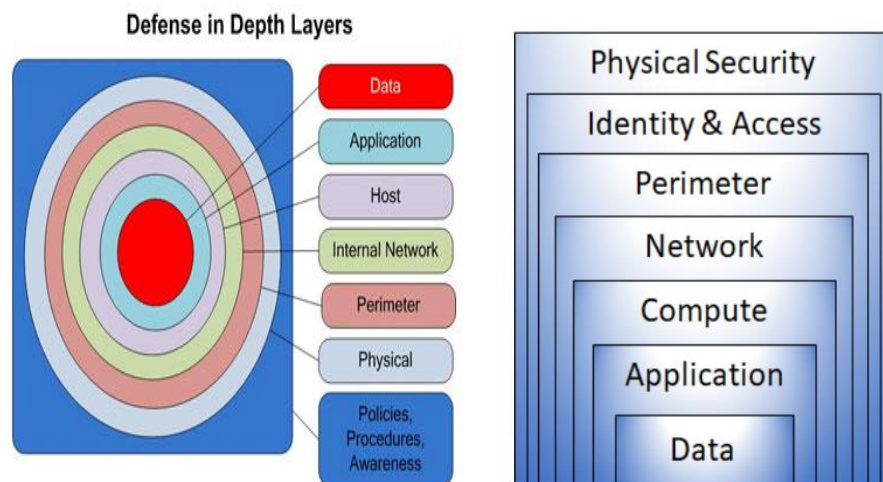 Defense in Depth Layers
Data
Application
Host
Internal Network
Perimeter
Physical
Policies,
Procedures,
Awareness
Physical Security
Identity & Access
Perimeter
Network
Compute
Application
Data